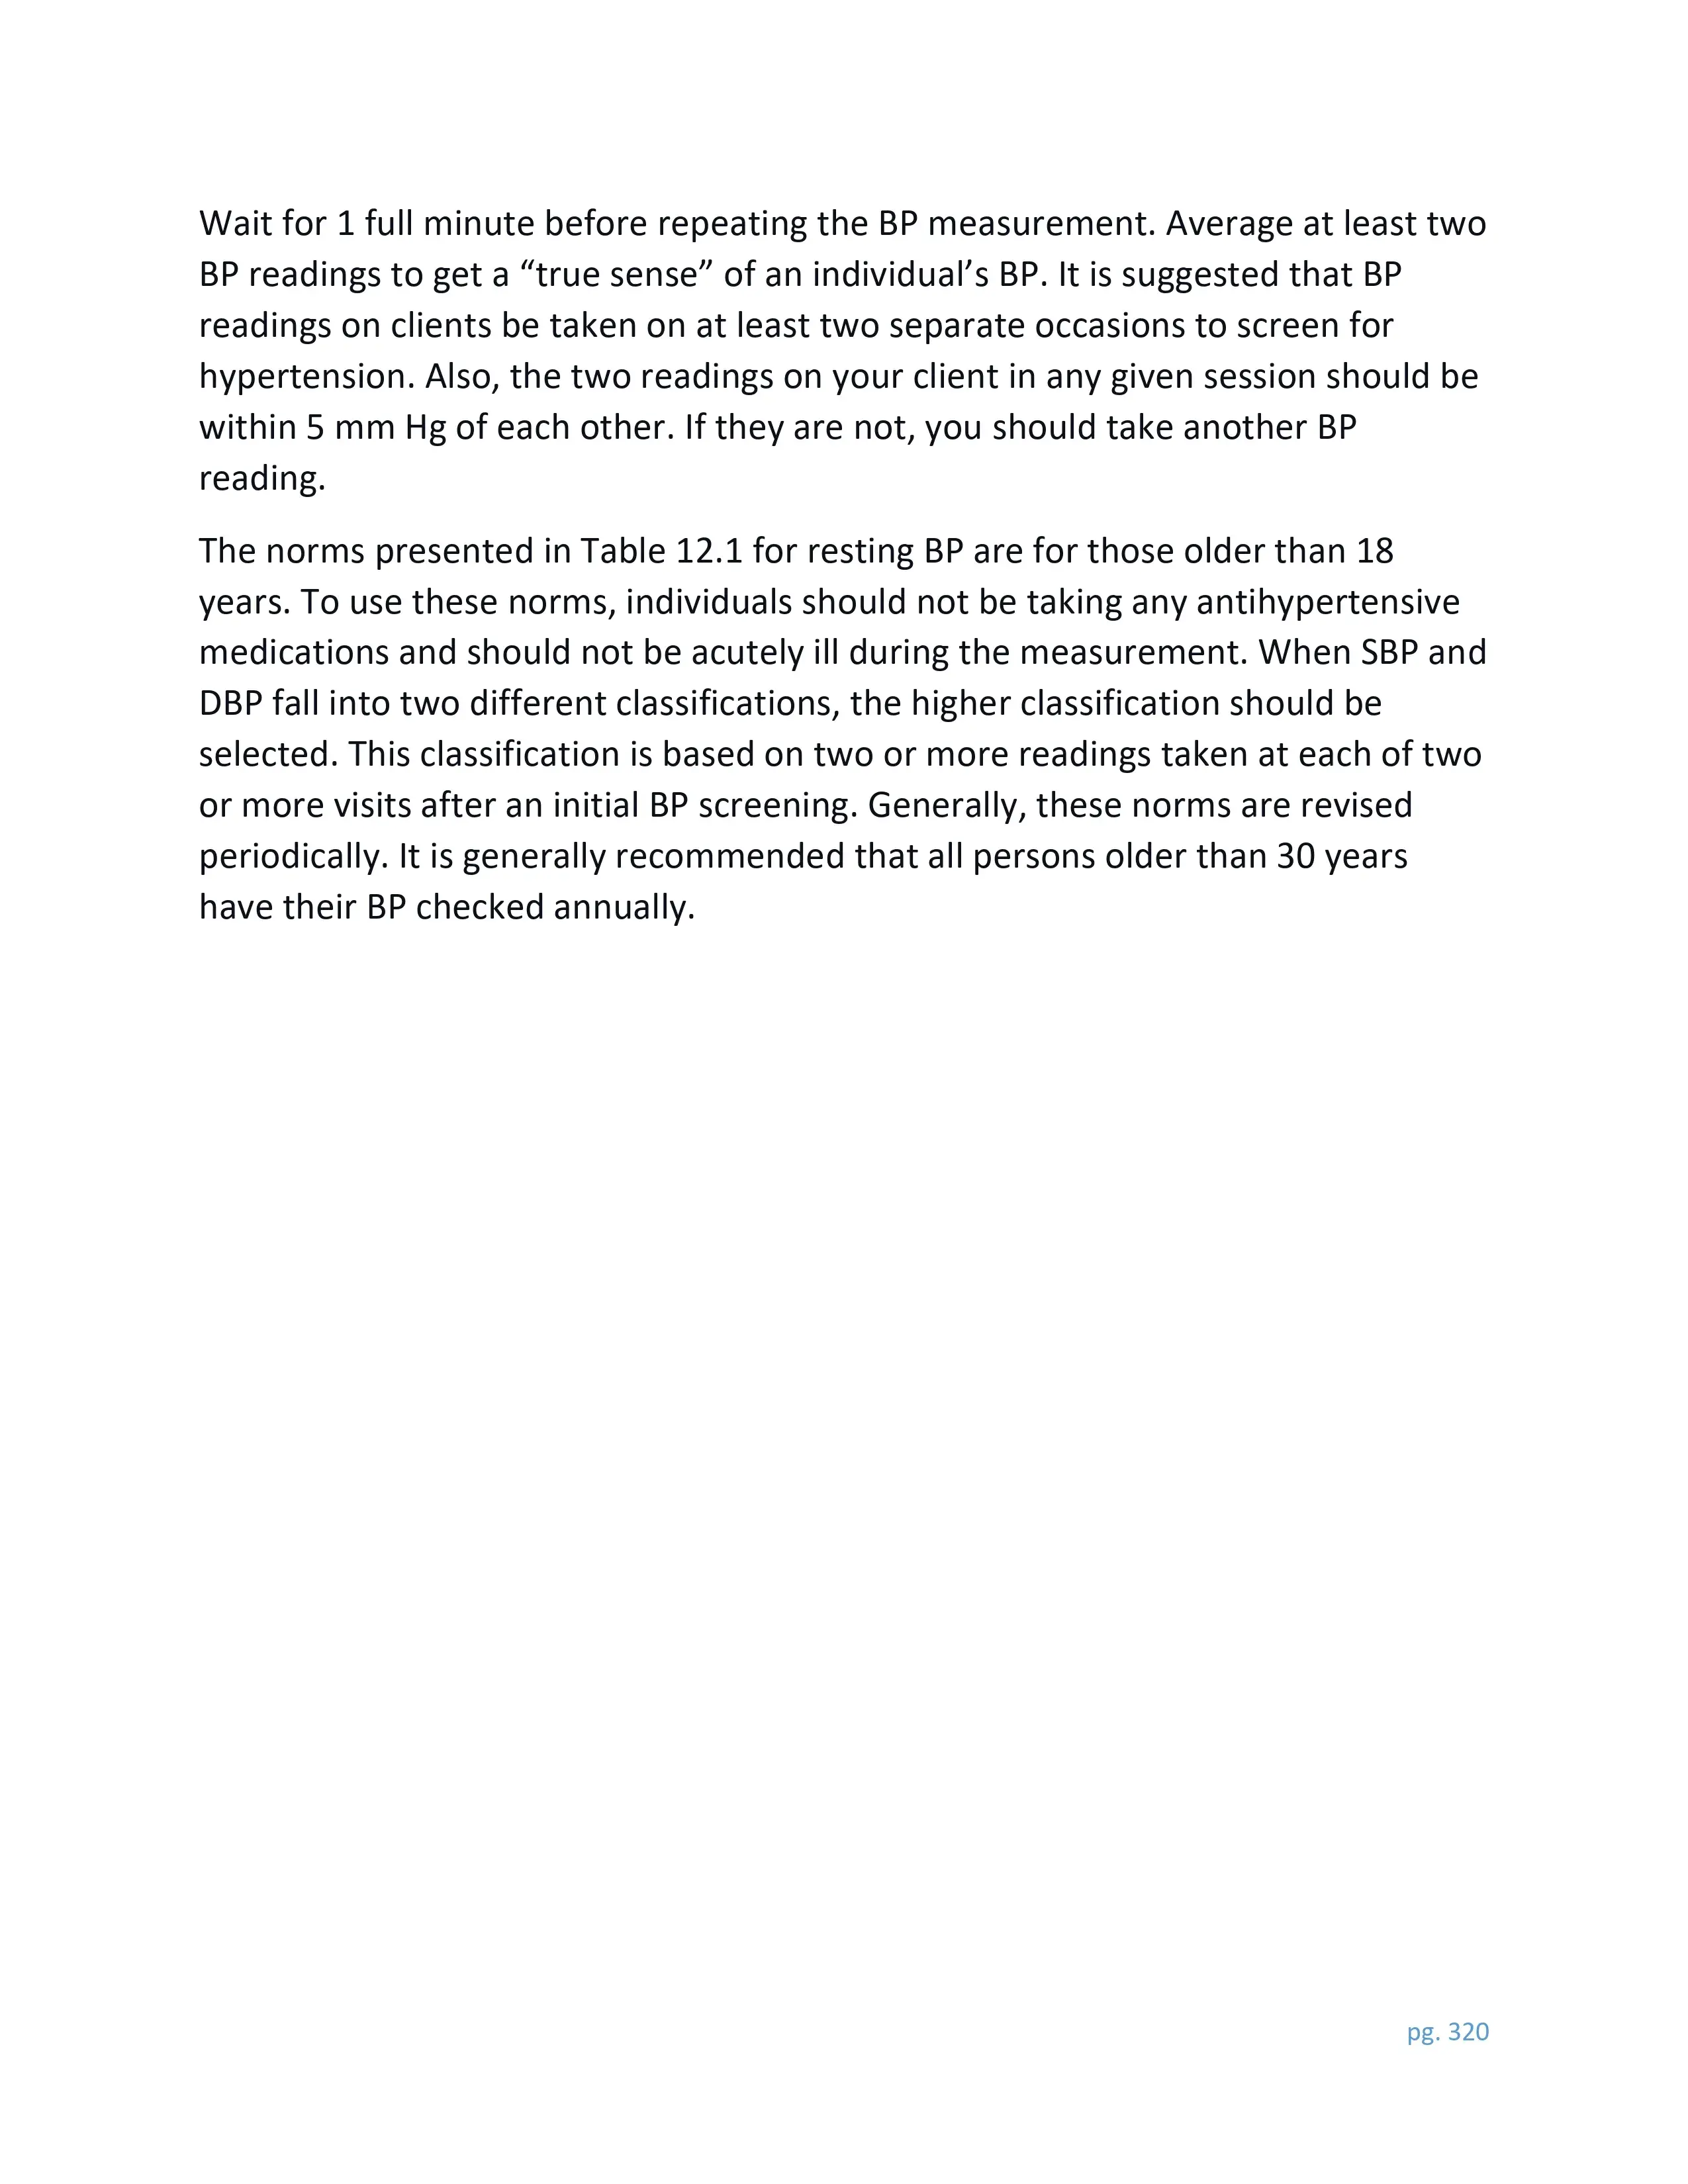 Wait for 1 full minute before repeating the BP measurement. Average at least two
BP readings to get a “true sense” of an individual’s BP. It is suggested that BP
readings on clients be taken on at least two separate occasions to screen for
hypertension. Also, the two readings on your client in any given session should be
within 5 mm Hg of each other. If they are not, you should take another BP
reading.
The norms presented in Table 12.1 for resting BP are for those older than 18
years. To use these norms, individuals should not be taking any antihypertensive
medications and should not be acutely ill during the measurement. When SBP and
DBP fall into two different classifications, the higher classification should be
selected. This classification is based on two or more readings taken at each of two
or more visits after an initial BP screening. Generally, these norms are revised
periodically. It is generally recommended that all persons older than 30 years
have their BP checked annually.
pg. 320